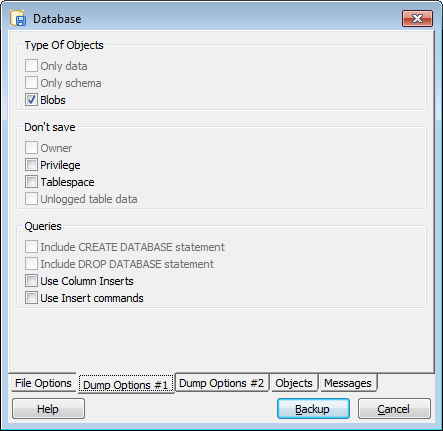 Database
Type Of Objects
Only data
Only schema
Blobs
Don't save
Owner
Privilege
Tablespace
Unlogged table data
Queries
Include CREATE DATABASE statement
Include DROP DATABASE statement
Use Column Inserts
Use Insert commands
File Options Dump Options #1 Dump Options #2 Objects Messages
Help Backup Cancel